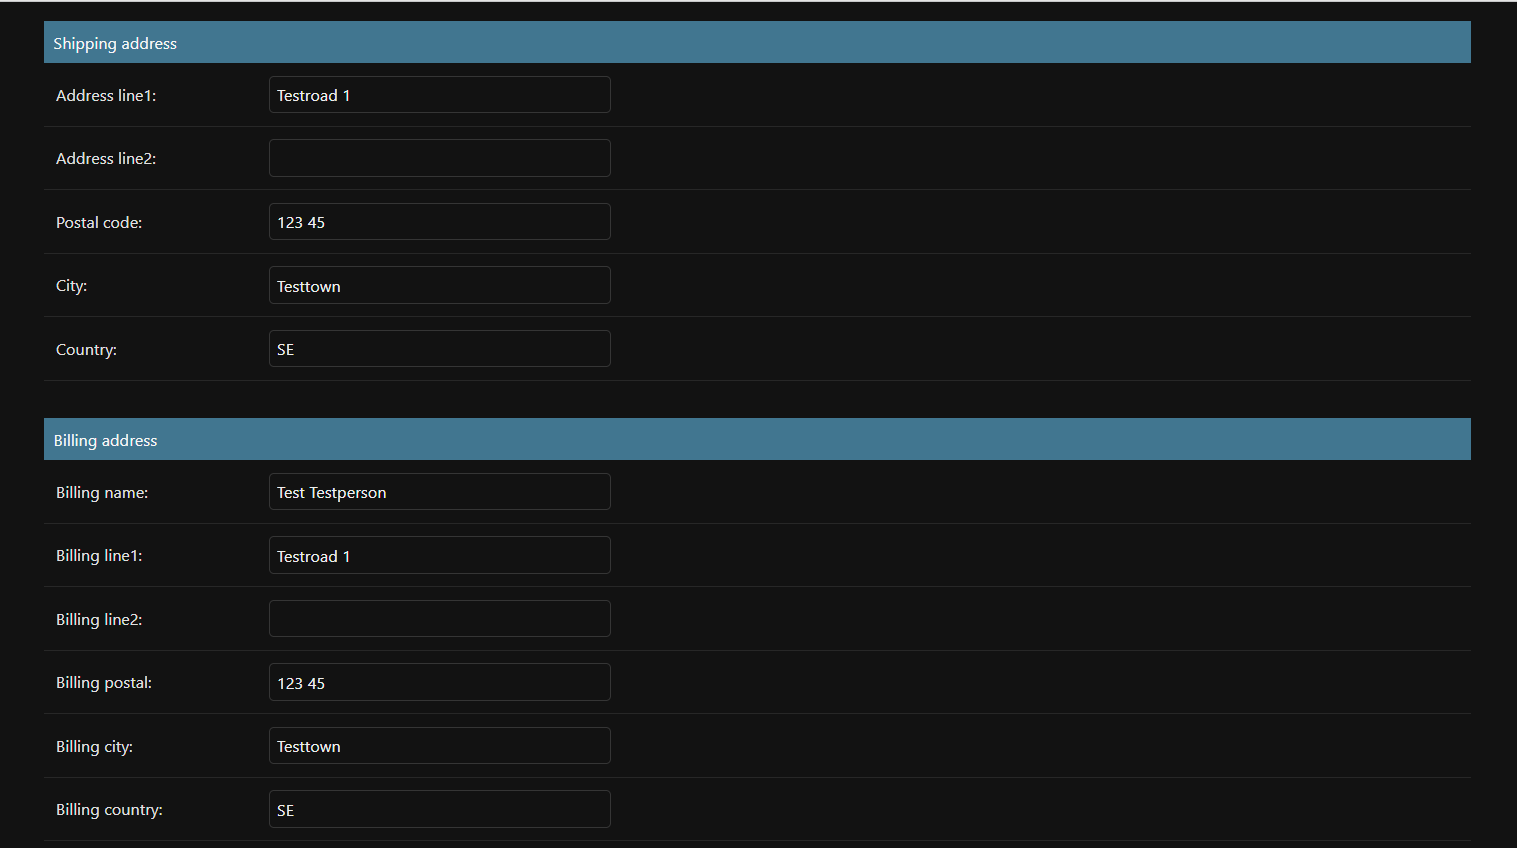 Shipping address
Address line1: Testroad 1
Address line2:
Postal code: 123 45
City: Testtown
Country: SE
Billing address
Billing name: Test Testperson
Billing line1: Testroad 1
Billing line2:
Billing postal: 123 45
Billing city: Testtown
Billing country: SE